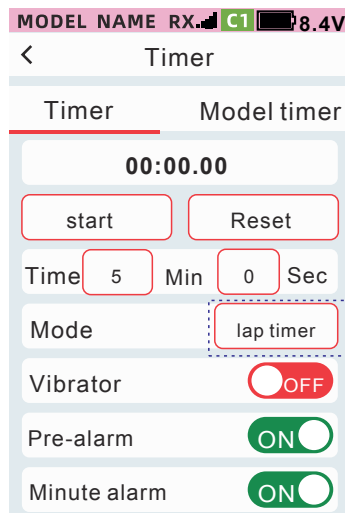 MODEL NAME RX C1 8.4V
Timer
Timer Model timer
00:00.00
start Reset
Time 5 Min 0 Sec
Mode lap timer
Vibrator OFF
Pre-alarm ON
Minute alarm ON